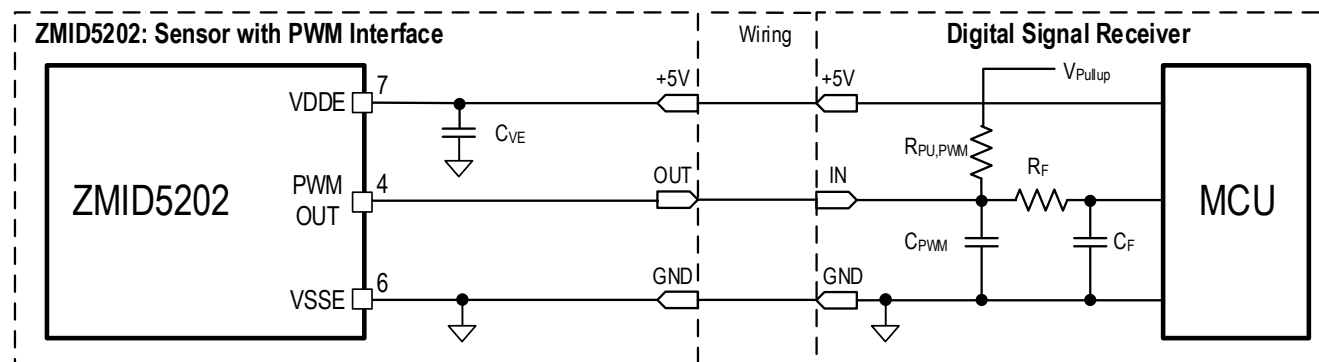 ZMID5202: Sensor with PWM Interface
Wiring
Digital Signal Receiver
7
VDDE
+5V
+5V
VPullup
CVE
RPU,PWM
ZMID5202
PWM
OUT
4
OUT
IN
RF
MCU
CPWM
CF
VSSE
6
GND
GND